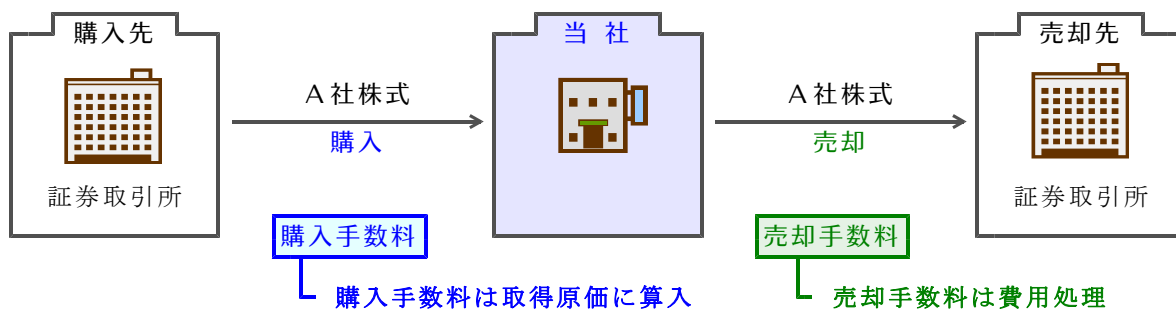 購入先
当社
売却先
A社株式
購入
A社株式
売却
証券取引所
証券取引所
購入手数料
売却手数料
購入手数料は取得原価に算入
売却手数料は費用処理